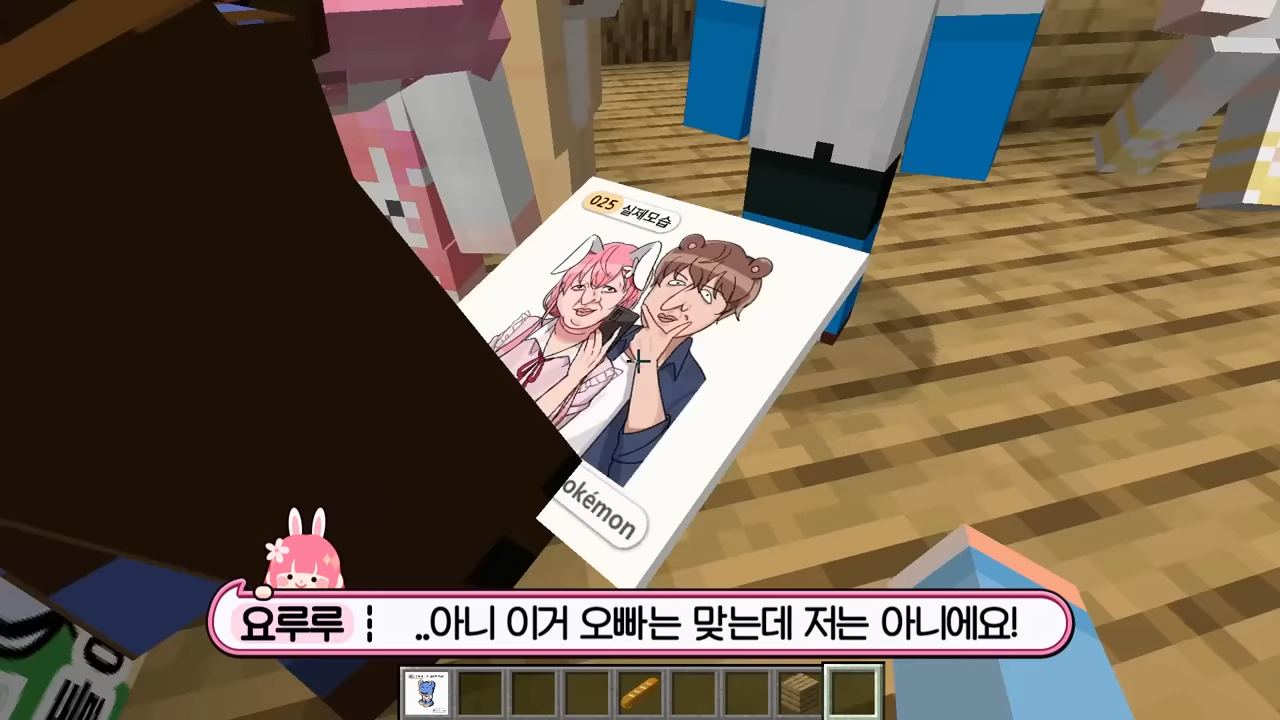 025 실제모습
okémon
요루루
..아니 이거 오빠는 맞는데 저는 아니에요!